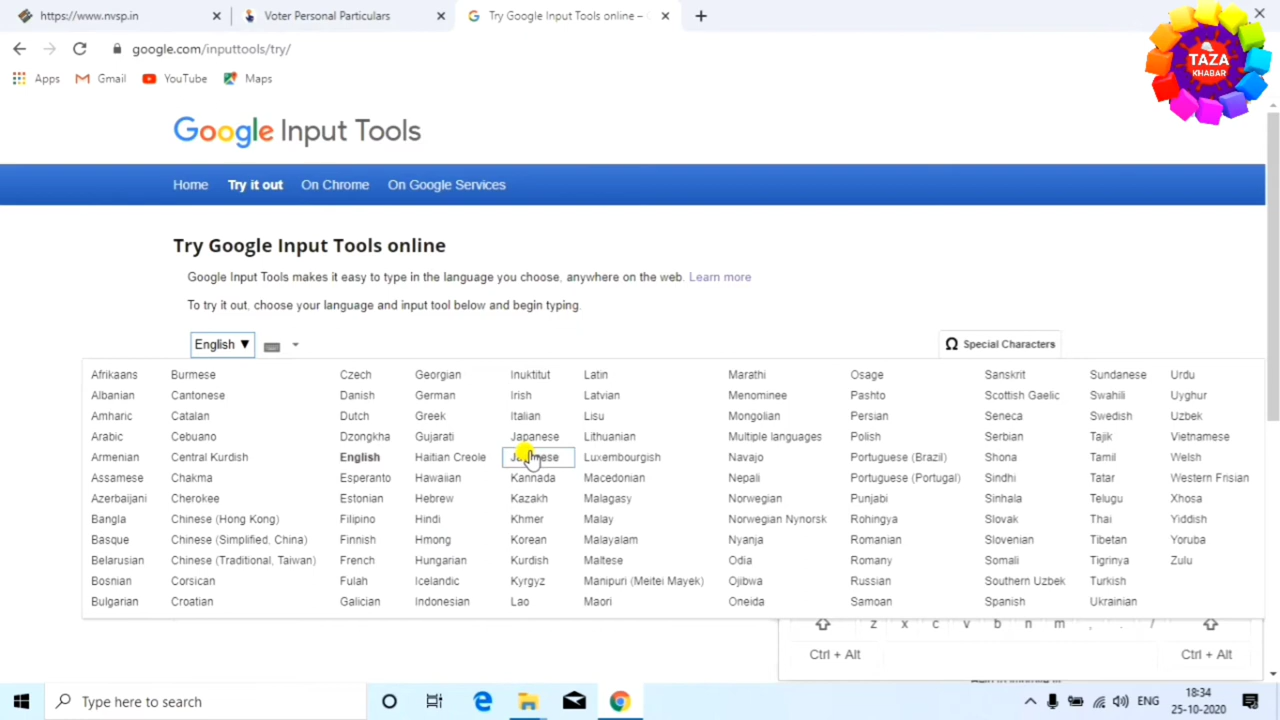 https://www.nvsp.in
Voter Personal Particulars
Try Google Input Tools online –
google.com/inputtools/try/
Apps Gmail YouTube Maps
TAZA
KHABAR
Google Input Tools
Home Try it out On Chrome On Google Services
Try Google Input Tools online
Google Input Tools makes it easy to type in the language you choose, anywhere on the web. Learn more
To try it out, choose your language and input tool below and begin typing.
English ▼ Ω Special Characters
Afrikaans Burmese Czech Georgian Inuktitut Latin Marathi Osage Sanskrit Sundanese Urdu
Albanian Cantonese Danish German Irish Latvian Menominee Pashto Scottish Gaelic Swahili Uyghur
Amharic Catalan Dutch Greek Italian Lisu Mongolian Persian Seneca Swedish Uzbek
Arabic Cebuano Dzongkha Gujarati Japanese Lithuanian Multiple languages Polish Serbian Tajik Vietnamese
Armenian Central Kurdish English Haitian Creole Javanese Luxembourgish Navajo Portuguese (Brazil) Shona Tamil Welsh
Assamese Chakma Esperanto Hawaiian Kannada Macedonian Nepali Portuguese (Portugal) Sindhi Tatar Western Frisian
Azerbaijani Cherokee Estonian Hebrew Kazakh Malagasy Norwegian Punjabi Sinhala Telugu Xhosa
Bangla Chinese (Hong Kong) Filipino Hindi Khmer Malay Norwegian Nynorsk Rohingya Slovak Thai Yiddish
Basque Chinese (Simplified, China) Finnish Hmong Korean Malayalam Nyanja Romanian Slovenian Tibetan Yoruba
Belarusian Chinese (Traditional, Taiwan) French Hungarian Kurdish Maltese Odia Romany Somali Tigrinya Zulu
Bosnian Corsican Fulah Icelandic Kyrgyz Manipuri (Meitei Mayek) Ojibwa Russian Southern Uzbek Turkish
Bulgarian Croatian Galician Indonesian Lao Maori Oneida Samoan Spanish Ukrainian
z x c v b n m , . /
Ctrl + Alt Ctrl + Alt
Type here to search
ENG
18:34
25-10-2020